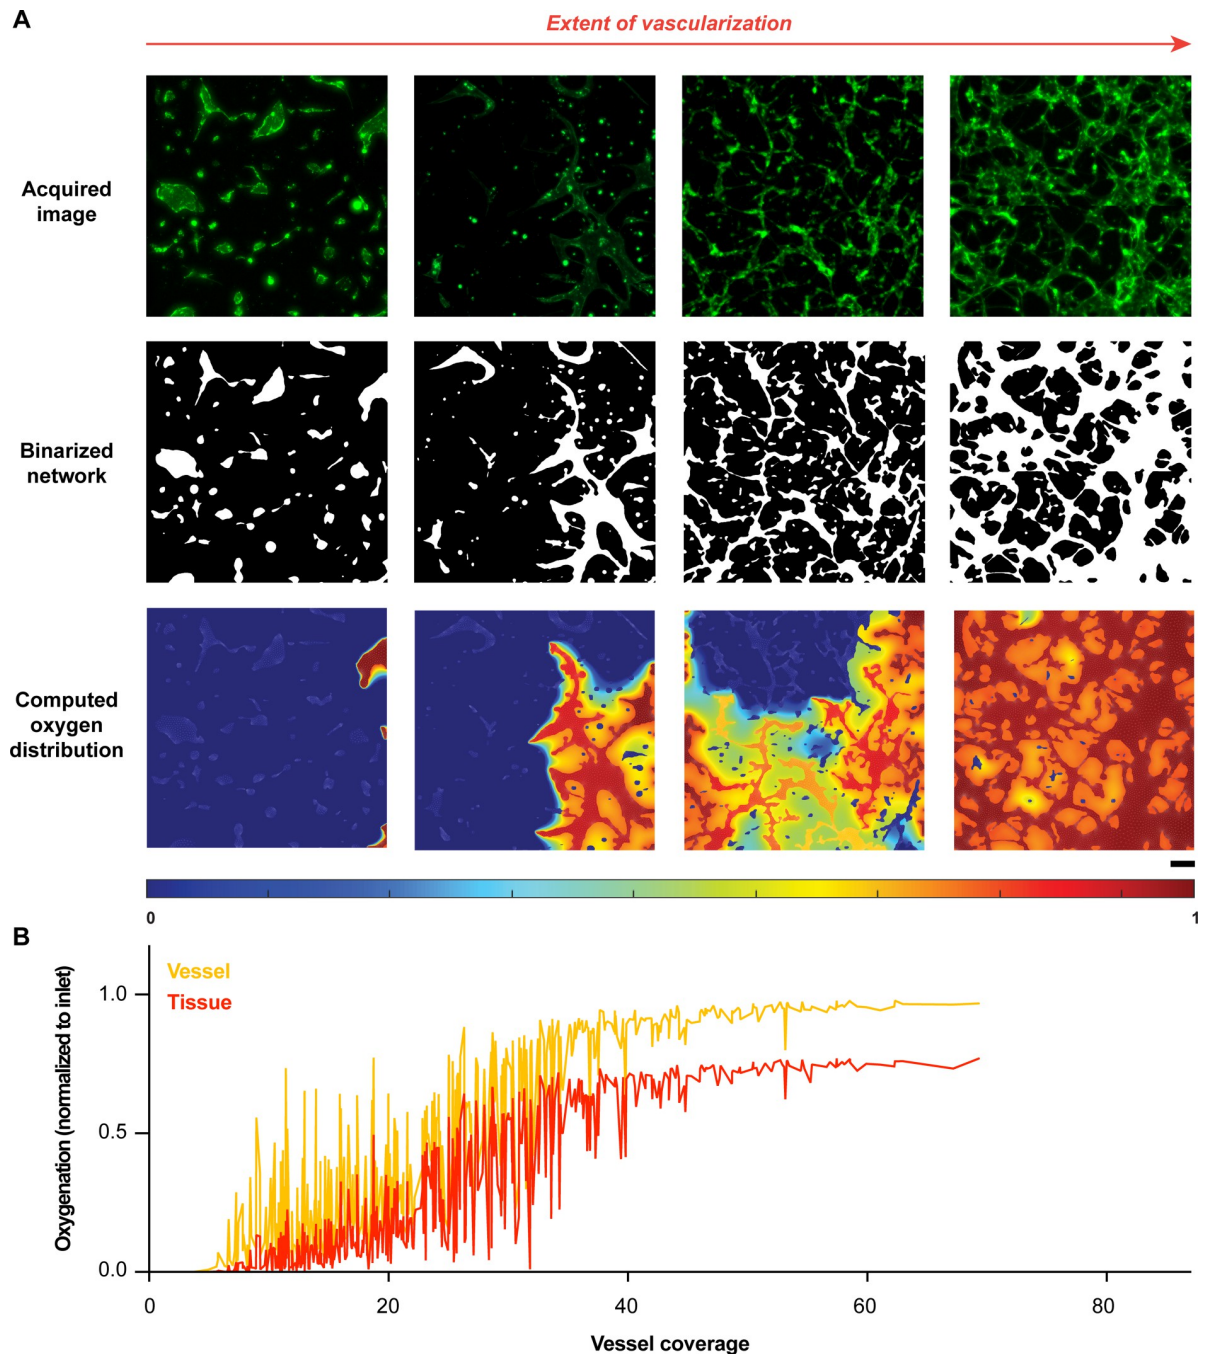 A
Extent of vascularization
Acquired
image
Binarized
network
Computed
oxygen
distribution
0
1
B
Oxygenation (normalized to inlet)
Vessel
Tissue
1.0
0.5
0.0
0
20
40
60
80
Vessel coverage